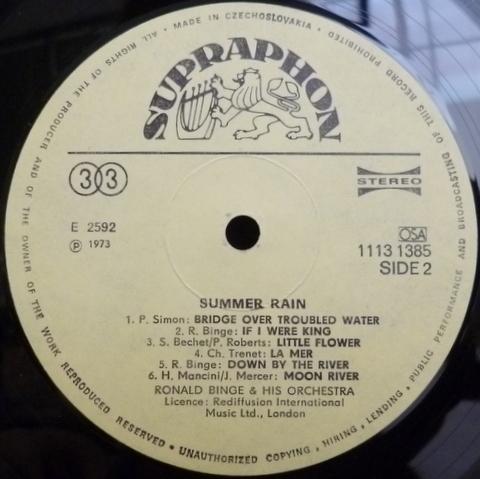 ALL RIGHTS OF THE PRODUCER AND OF THE OWNER OF THE WORK REPRODUCED RESERVED • UNAUTHORIZED COPYING, HIRING, LENDING, PUBLIC PERFORMANCE AND BROADCASTING OF THIS RECORD PROHIBITED • MADE IN CZECHOSLOVAKIA •
SUPRAPHON
33
STEREO
E 2592
Ⓟ 1973
OSA
1113 1385
SIDE 2
SUMMER RAIN
1. P. Simon: BRIDGE OVER TROUBLED WATER
2. R. Binge: IF I WERE KING
3. S. Bechet/P. Roberts: LITTLE FLOWER
4. Ch. Trenet: LA MER
5. R. Binge: DOWN BY THE RIVER
6. H. Mancini/J. Mercer: MOON RIVER
RONALD BINGE & HIS ORCHESTRA
Licence: Rediffusion International
Music Ltd., London